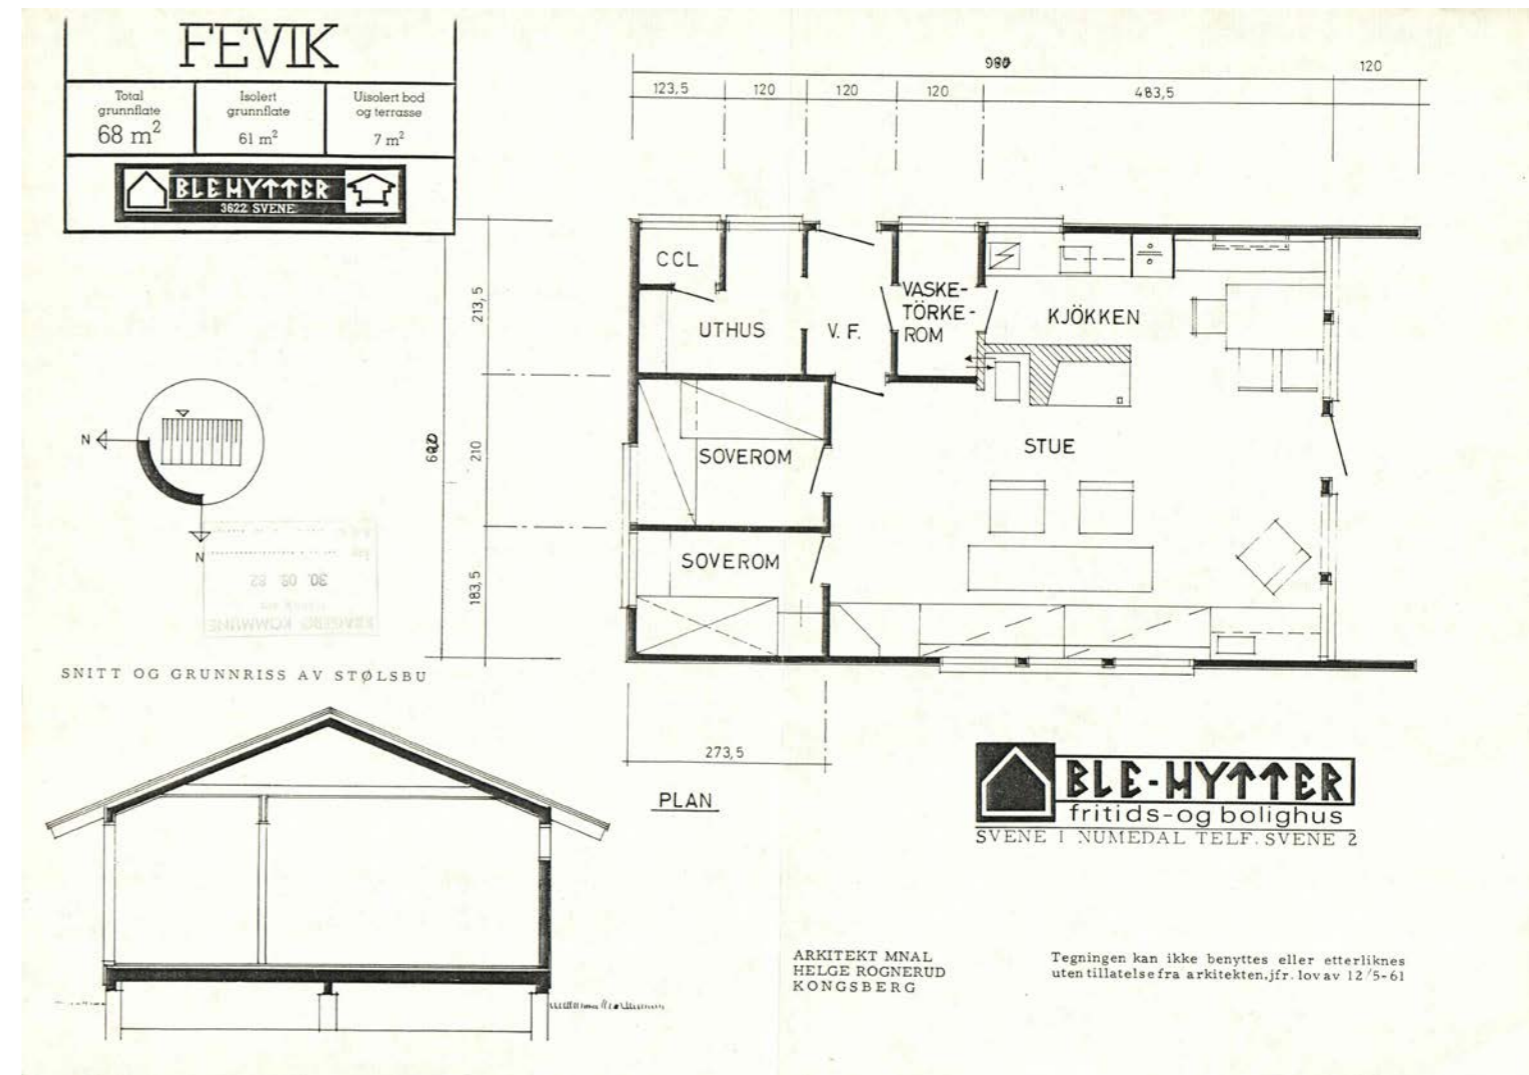 FEVIK
Total
grunnflate
68 m²
Isolert
grunnflate
61 m²
Uisolert bod
og terrasse
7 m²
BLEHYTTER
3622 SVENE
120
123,5
120
120
120
483,5
213,5
210
183,5
CCL
UTHUS
V. F.
VASKE-
TÖRKE-
ROM
KJÖKKEN
SOVEROM
STUE
SOVEROM
N
N
30. 08 82
KOMMUNE
SNITT OG GRUNNRISS AV STØLSBU
273,5
PLAN
BLE-HYTTER
fritids-og bolighus
SVENE I NUMEDAL TELF. SVENE 2
ARKITEKT MNAL
HELGE ROGNERUD
KONGSBERG
Tegningen kan ikke benyttes eller etterliknes
uten tillatelse fra arkitekten.jfr. lov av 12/5-61